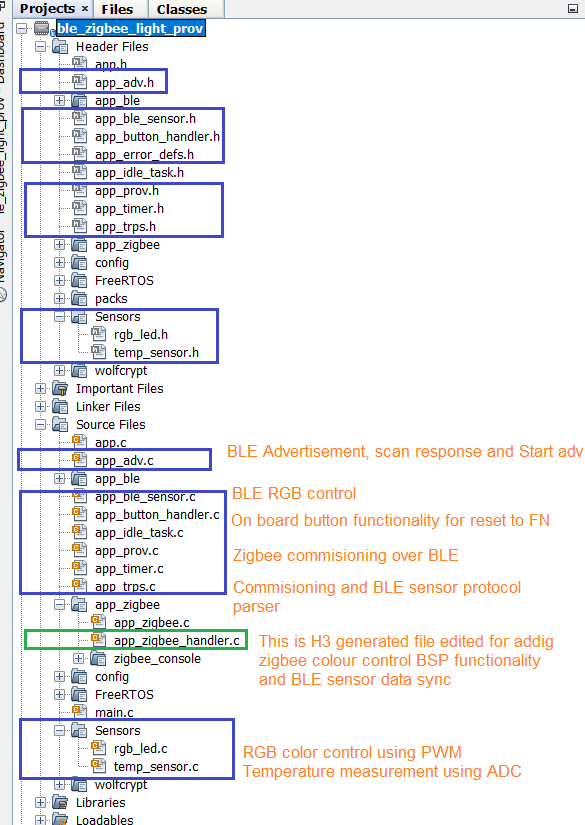 Projects × Files Classes
ble_zigbee_light_prov
Header Files
app.h
app_adv.h
app_ble
app_ble_sensor.h
app_button_handler.h
app_error_defs.h
app_idle_task.h
app_prov.h
app_timer.h
app_trps.h
app_zigbee
config
FreeRTOS
packs
Sensors
rgb_led.h
temp_sensor.h
wolfcrypt
Important Files
Linker Files
Source Files
app.c
app_adv.c
BLE Advertisement, scan response and Start adv
app_ble
app_ble_sensor.c
BLE RGB control
app_button_handler.c
On board button functionality for reset to FN
app_idle_task.c
app_prov.c
Zigbee commisioning over BLE
app_timer.c
app_trps.c
Commisioning and BLE sensor protocol
parser
app_zigbee
app_zigbee.c
app_zigbee_handler.c
This is H3 generated file edited for addig
zigbee colour control BSP functionality
and BLE sensor data sync
zigbee_console
config
FreeRTOS
main.c
Sensors
rgb_led.c
RGB color control using PWM
temp_sensor.c
Temperature measurement using ADC
wolfcrypt
Libraries
Loadables
Dashboard
le_zigbee_light_prov
Navigator